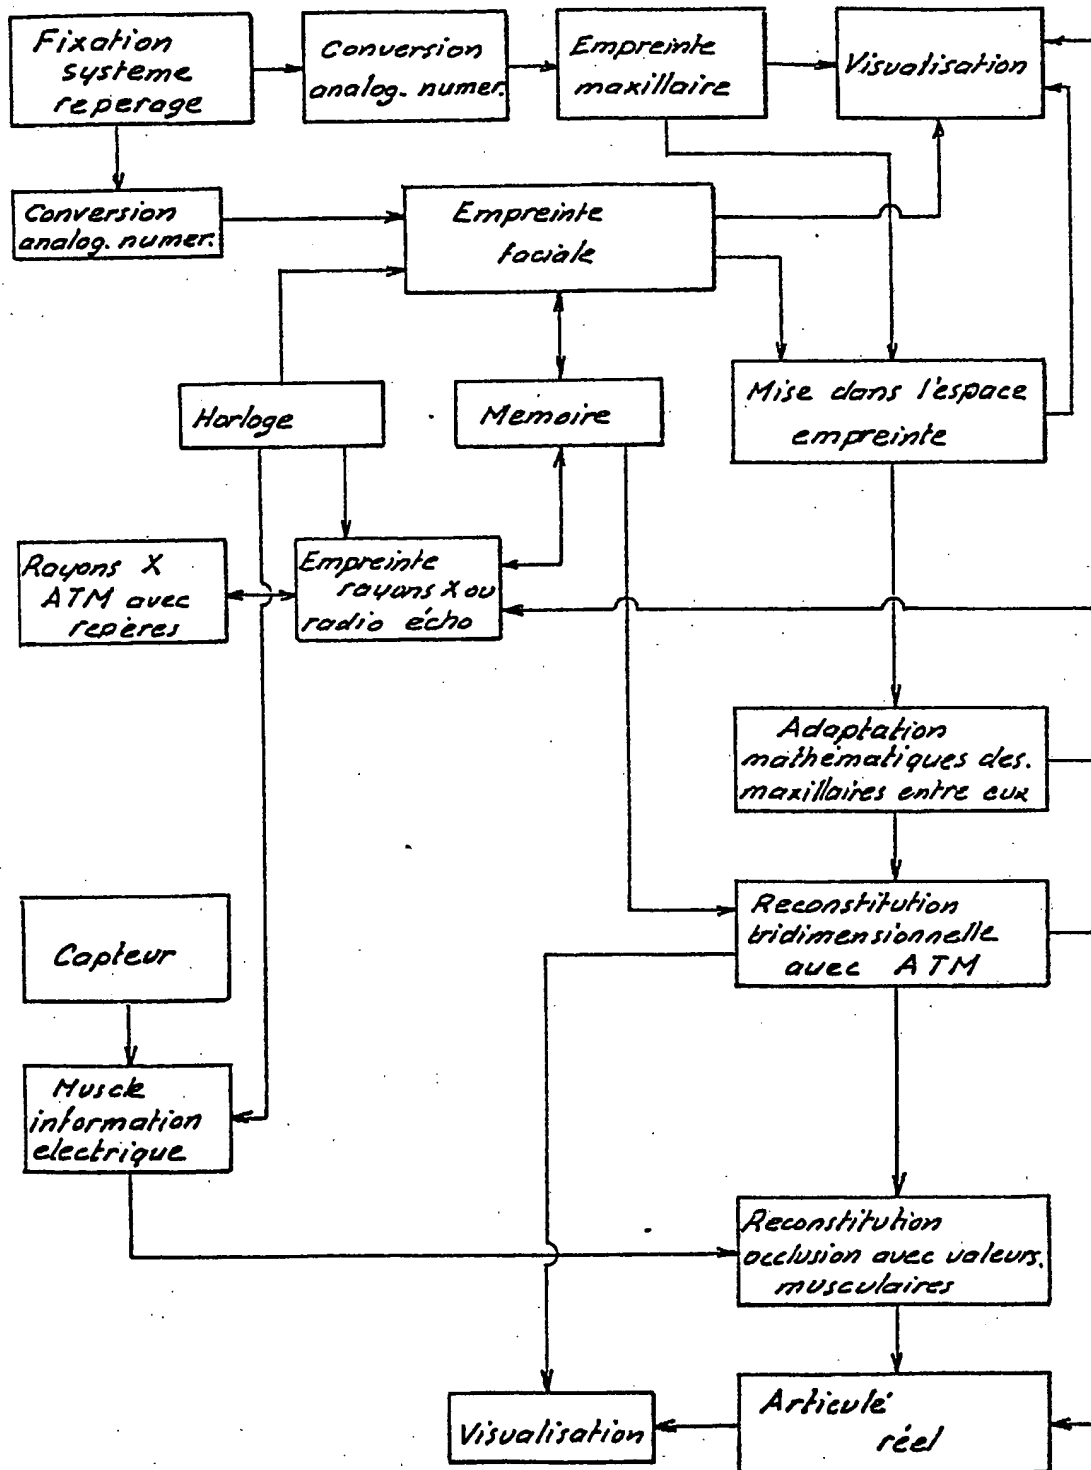 Fixation
systeme
reperage
Conversion
analog. numer.
Empreinte
maxillaire
Visualisation
Conversion
analog. numer.
Empreinte
faciale
Horloge
Mémoire
Mise dans l'espace
empreinte
Rayons X
ATM avec
repères
Empreinte
rayons X ou
radio écho
Adaptation
mathématiques des.
maxillaires entre eux
Capteur
Reconstitution
tridimensionnelle
avec ATM
Muscle
information
electrique
Reconstitution
occlusion avec valeurs.
musculaires
Visualisation
Articulé
réel